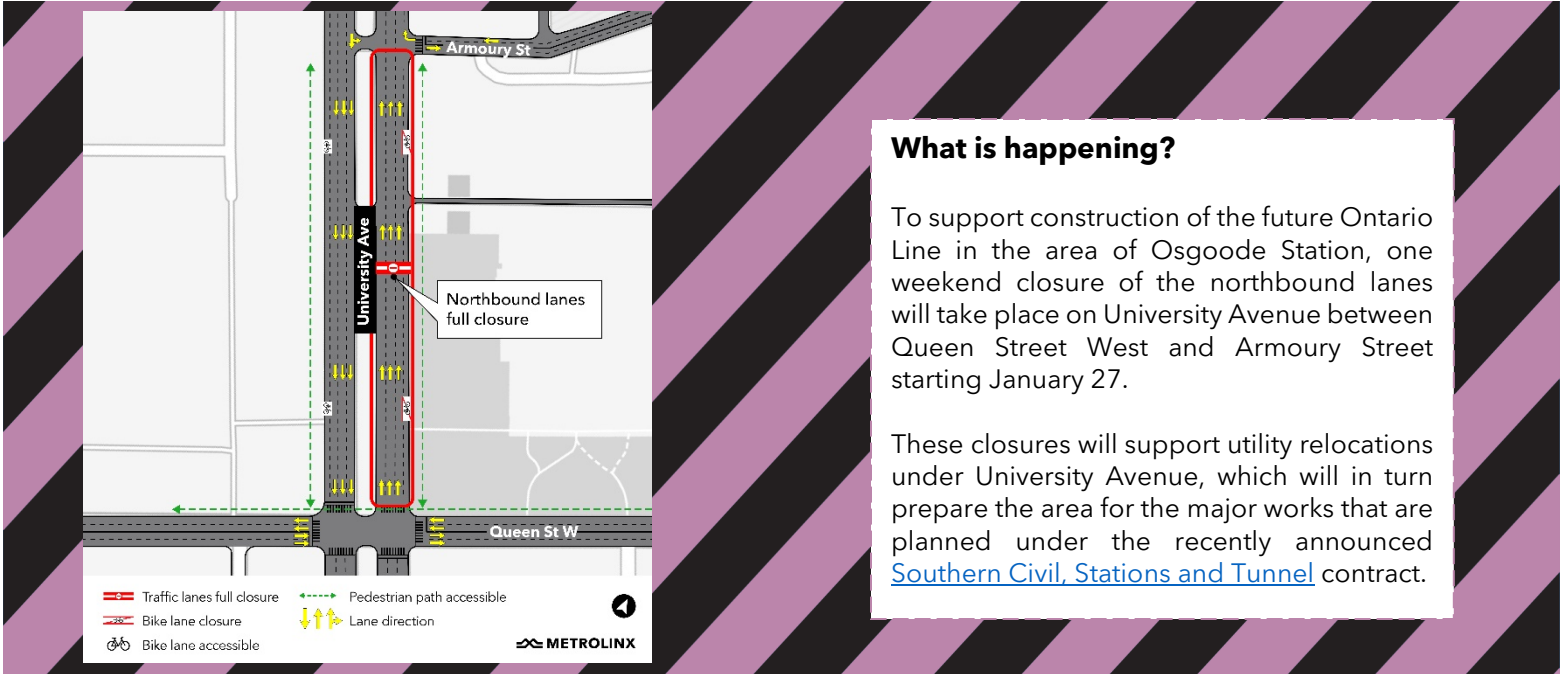 Armoury St
University Ave
Northbound lanes
full closure
Queen St W
Traffic lanes full closure
Pedestrian path accessible
Bike lane closure
Lane direction
Bike lane accessible
METROLINX
What is happening?
To support construction of the future Ontario
Line in the area of Osgoode Station, one
weekend closure of the northbound lanes
will take place on University Avenue between
Queen Street West and Armoury Street
starting January 27.
These closures will support utility relocations
under University Avenue, which will in turn
prepare the area for the major works that are
planned under the recently announced
Southern Civil, Stations and Tunnel contract.